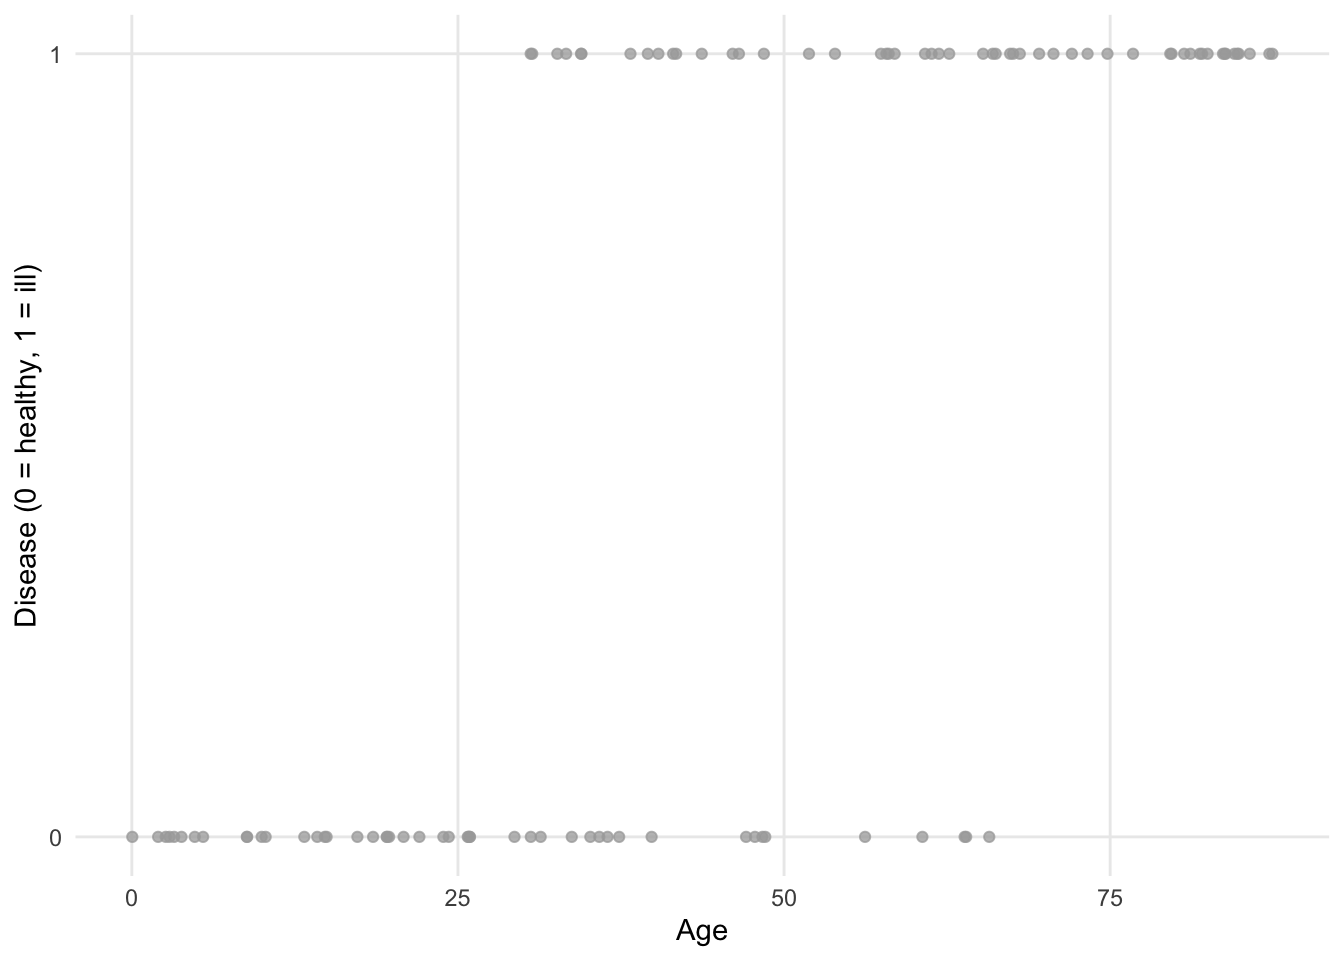 Disease (0 = healthy, 1 = ill)
1
0
0 25 50 75
Age